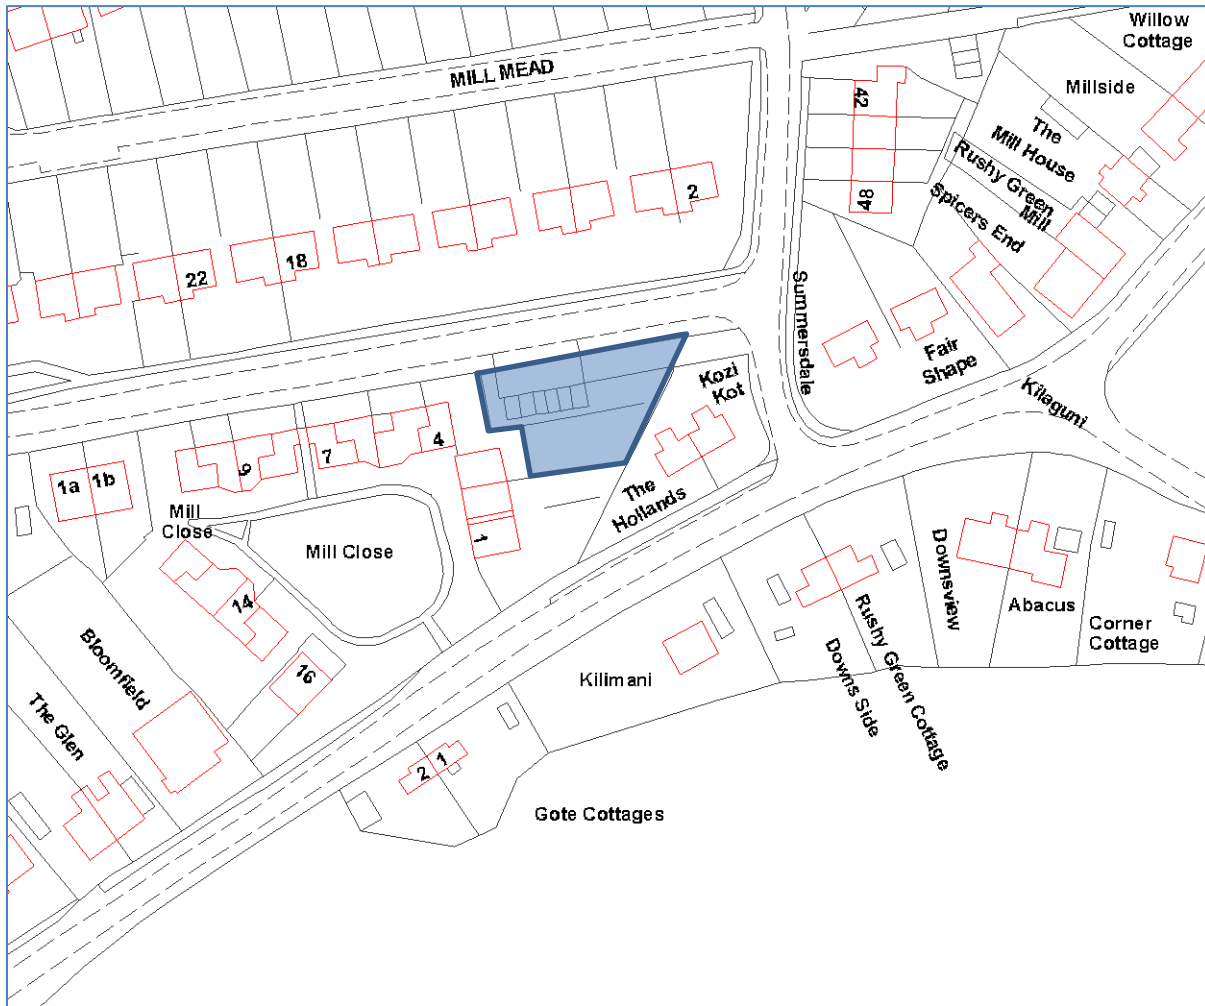 Willow
Cottage
MILL MEAD
Millside
42
The
Mill House
Rushy Green
Mill
Spicers End
48
2
18
22
Summersdale
Fair
Shape
Kilaguni
Kozi
Kot
4
7
9
1a
1b
The
Hollands
Mill
Close
Mill Close
1
Downsview
Abacus
Corner
Cottage
14
Rushy Green Cottage
Downs Side
Kilimani
16
Bloomfield
The Glen
2
1
Gote Cottages